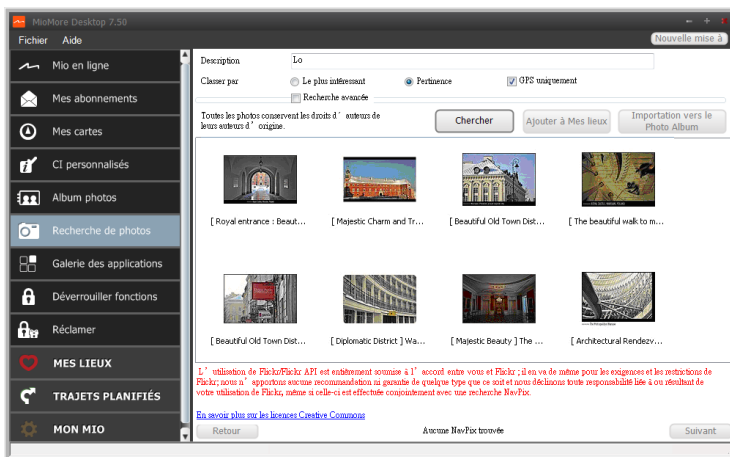 MioMore Desktop 7.50
Fichier Aide
Nouvelle mise à
Mio en ligne
Mes abonnements
Mes cartes
CI personnalisés
Album photos
Recherche de photos
Galerie des applications
Déverrouiller fonctions
Réclamer
MES LIEUX
TRAJETS PLANIFIÉS
MON MIO
Description Lo
Classer par Le plus intéressant Pertinence GPS uniquement
Recherche avancée
Toutes les photos conservent les droits d’auteurs de
leurs auteurs d’origine.
Chercher
Ajouter à Mes lieux
Importation vers le
Photo Album
[ Royal entrance : Beaut... [ Majestic Charm and Tr... [ Beautiful Old Town Dist... [ The beautiful walk to m...
[ Beautiful Old Town Dist... [ Diplomatic District ] Wa... [ Majestic Beauty ] The ... [ Architectural Rendezv...
L’utilisation de Flickr/Flickr API est entièrement soumise à l’accord entre vous et Flickr ; il en va de même pour les exigences et les restrictions de
Flickr; nous n’apportons aucune recommandation ni garantie de quelque type que ce soit et nous déclinons toute responsabilité liée à ou résultant de
votre utilisation de Flickr, même si celle-ci est effectuée conjointement avec une recherche NavPix.
En savoir plus sur les licences Creative Commons
Retour Aucune NavPix trouvée Suivant